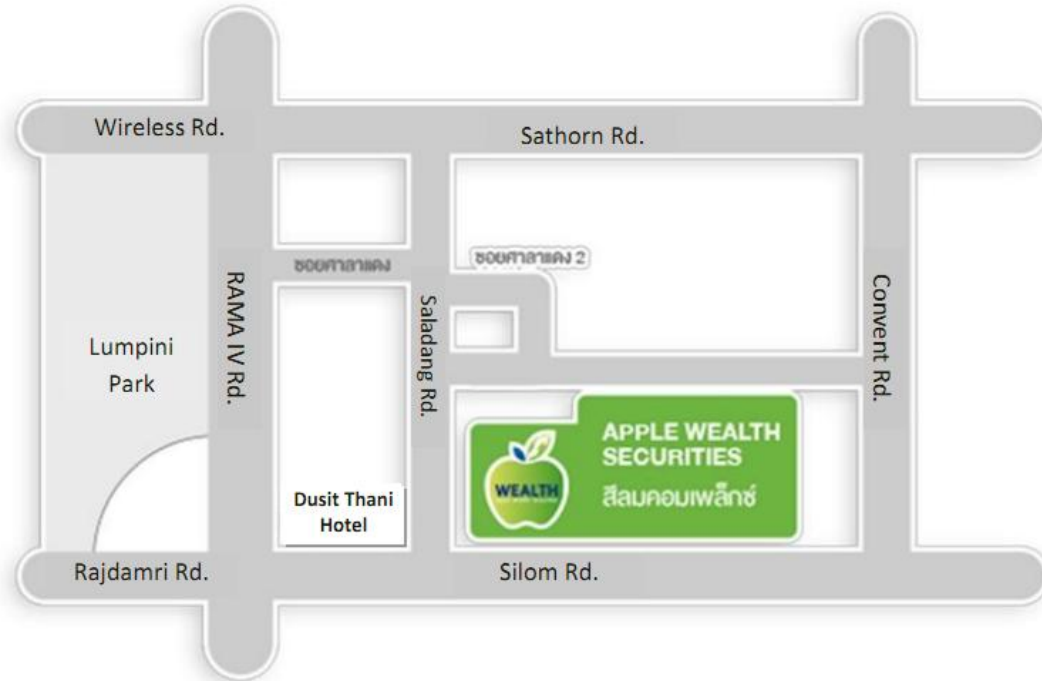 Wireless Rd.
Sathorn Rd.
ซอยศาลาแดง
ซอยศาลาแดง 2
RAMA IV Rd.
Saladang Rd.
Convent Rd.
Lumpini
Park
APPLE WEALTH
SECURITIES
สีลมคอมเพล็กซ์
WEALTH
Dusit Thani
Hotel
Rajdamri Rd.
Silom Rd.